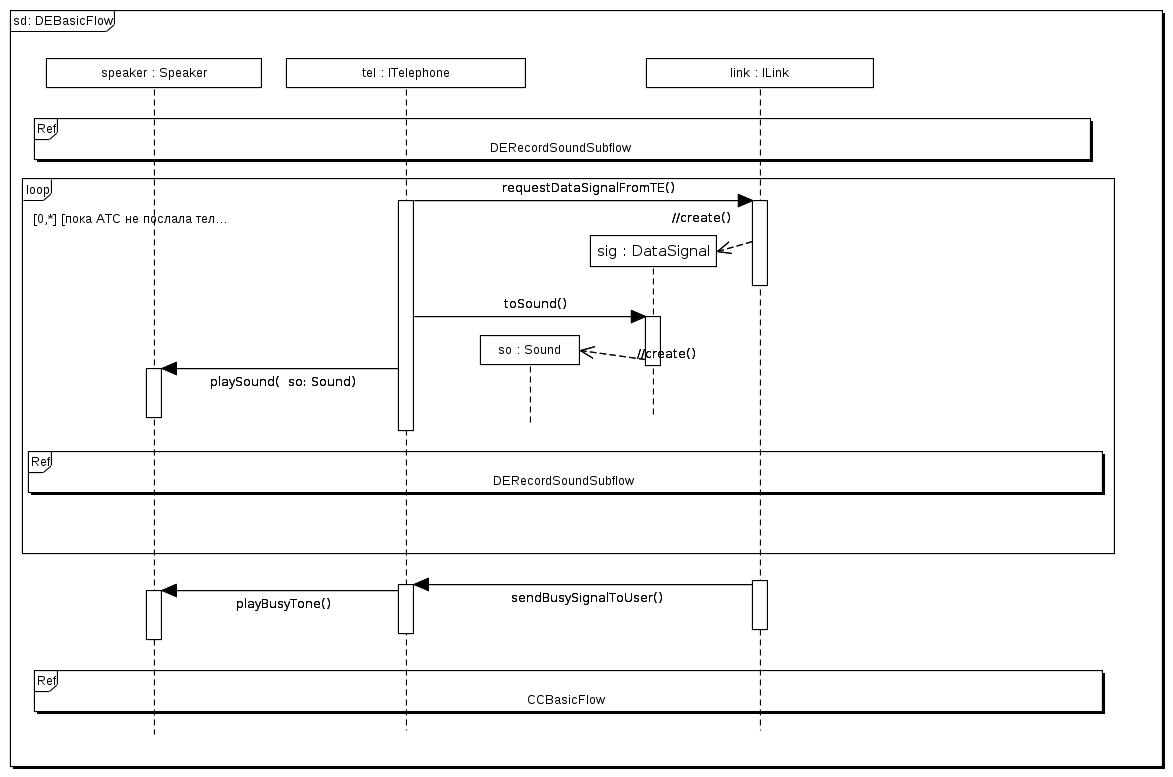 sd: DEBasicFlow
speaker : Speaker
tel : ITelephone
link : ILink
Ref
DERecordSoundSubflow
loop
requestDataSignalFromTE()
[0,*] [пока АТС не послала тел...
//create()
sig : DataSignal
toSound()
so : Sound
//create()
playSound(  so: Sound)
Ref
DERecordSoundSubflow
sendBusySignalToUser()
playBusyTone()
Ref
CCBasicFlow